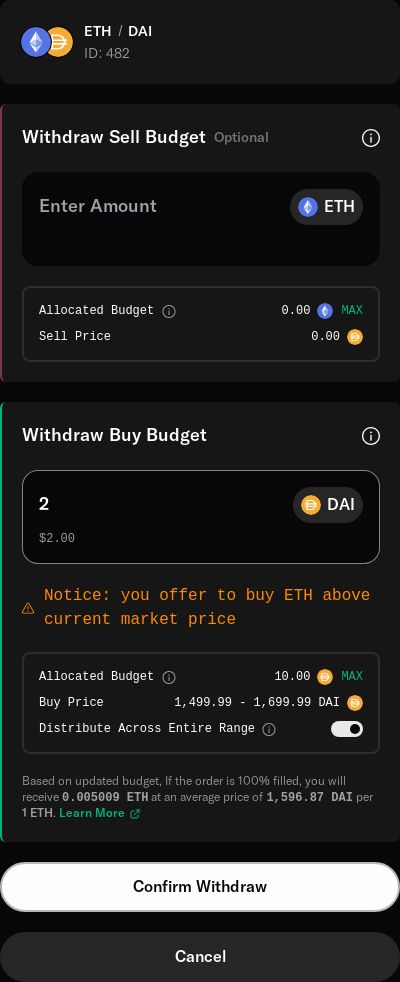 ETH / DAI
ID: 482
Withdraw Sell Budget Optional
Enter Amount ETH
Allocated Budget 0.00 MAX
Sell Price 0.00
Withdraw Buy Budget
2 DAI
$2.00
Notice: you offer to buy ETH above
current market price
Allocated Budget 10.00 MAX
Buy Price 1,499.99 - 1,699.99 DAI
Distribute Across Entire Range
Based on updated budget, If the order is 100% filled, you will
receive 0.005009 ETH at an average price of 1,596.87 DAI per
1 ETH. Learn More
Confirm Withdraw
Cancel